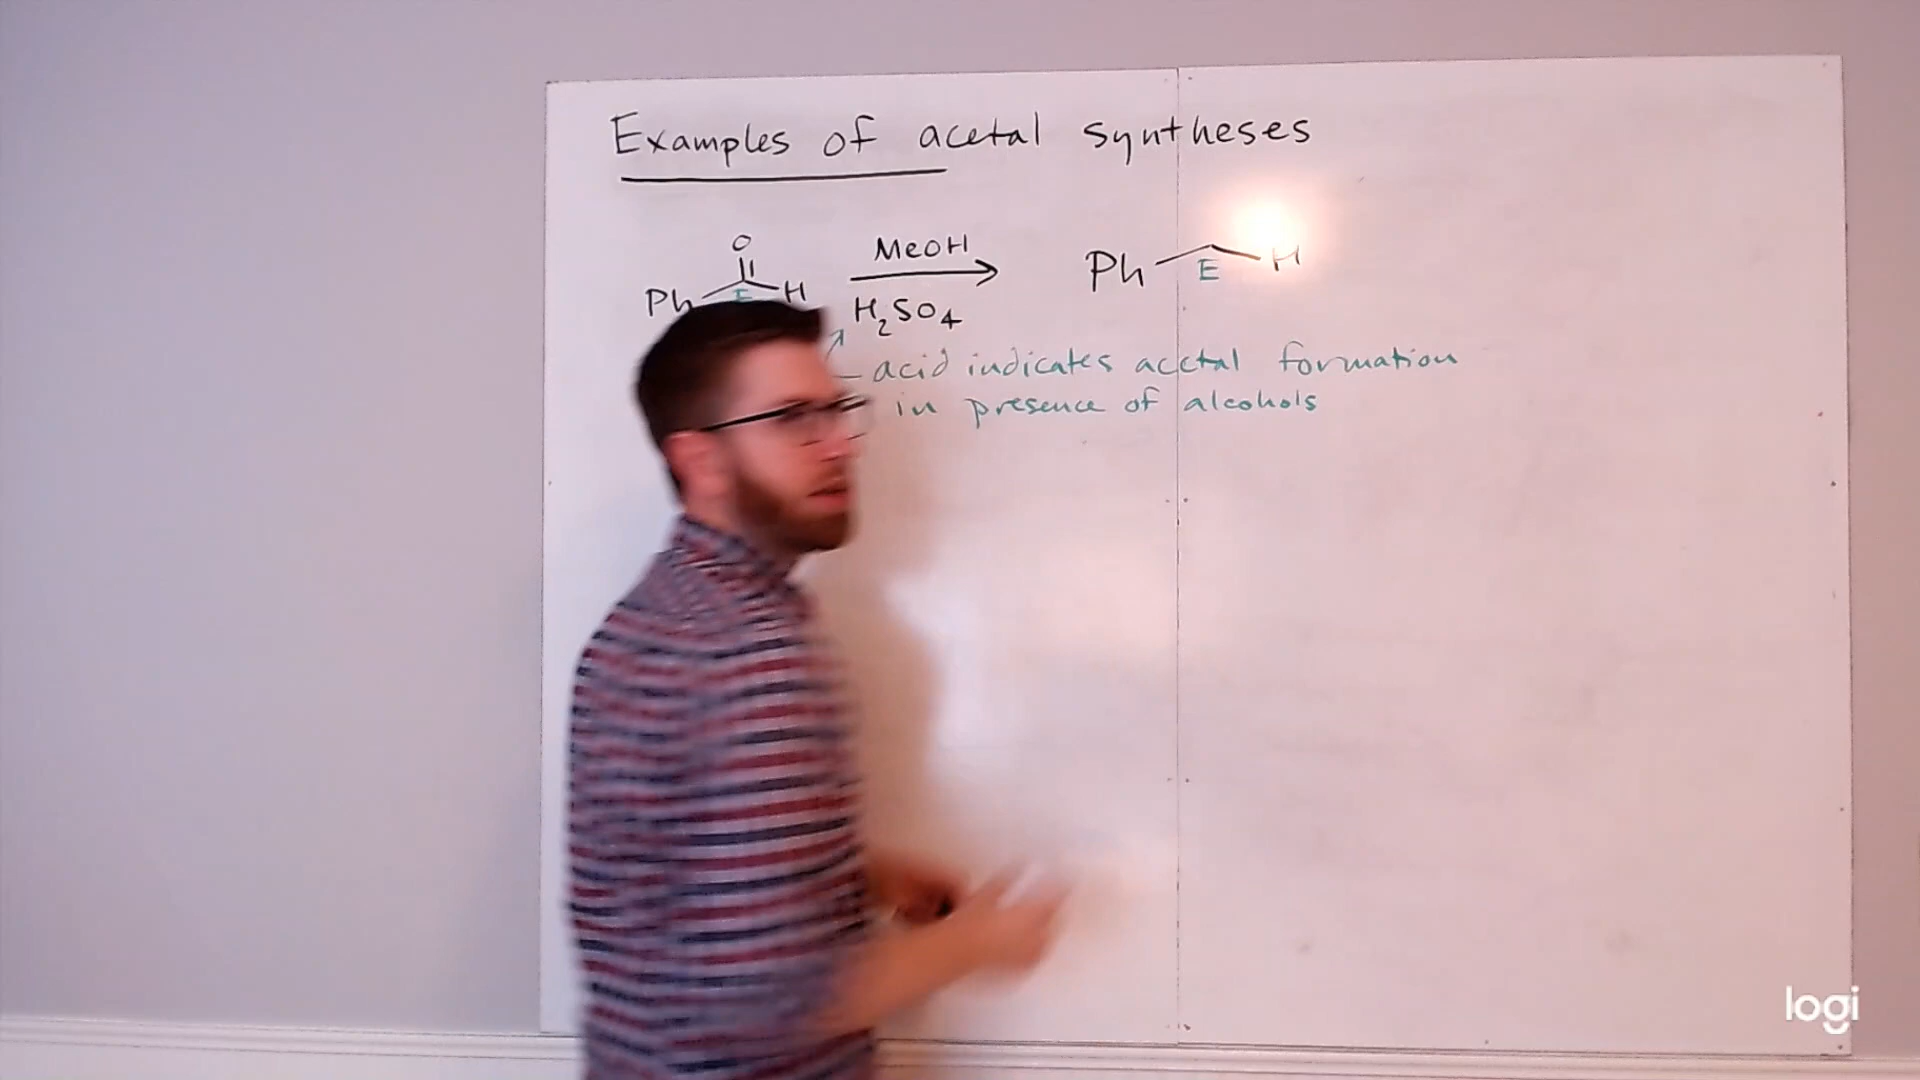 Examples of acetal syntheses
O
MeOH
Ph H
E
H₂SO₄
Ph E H
acid indicates acetal formation
in presence of alcohols
logi